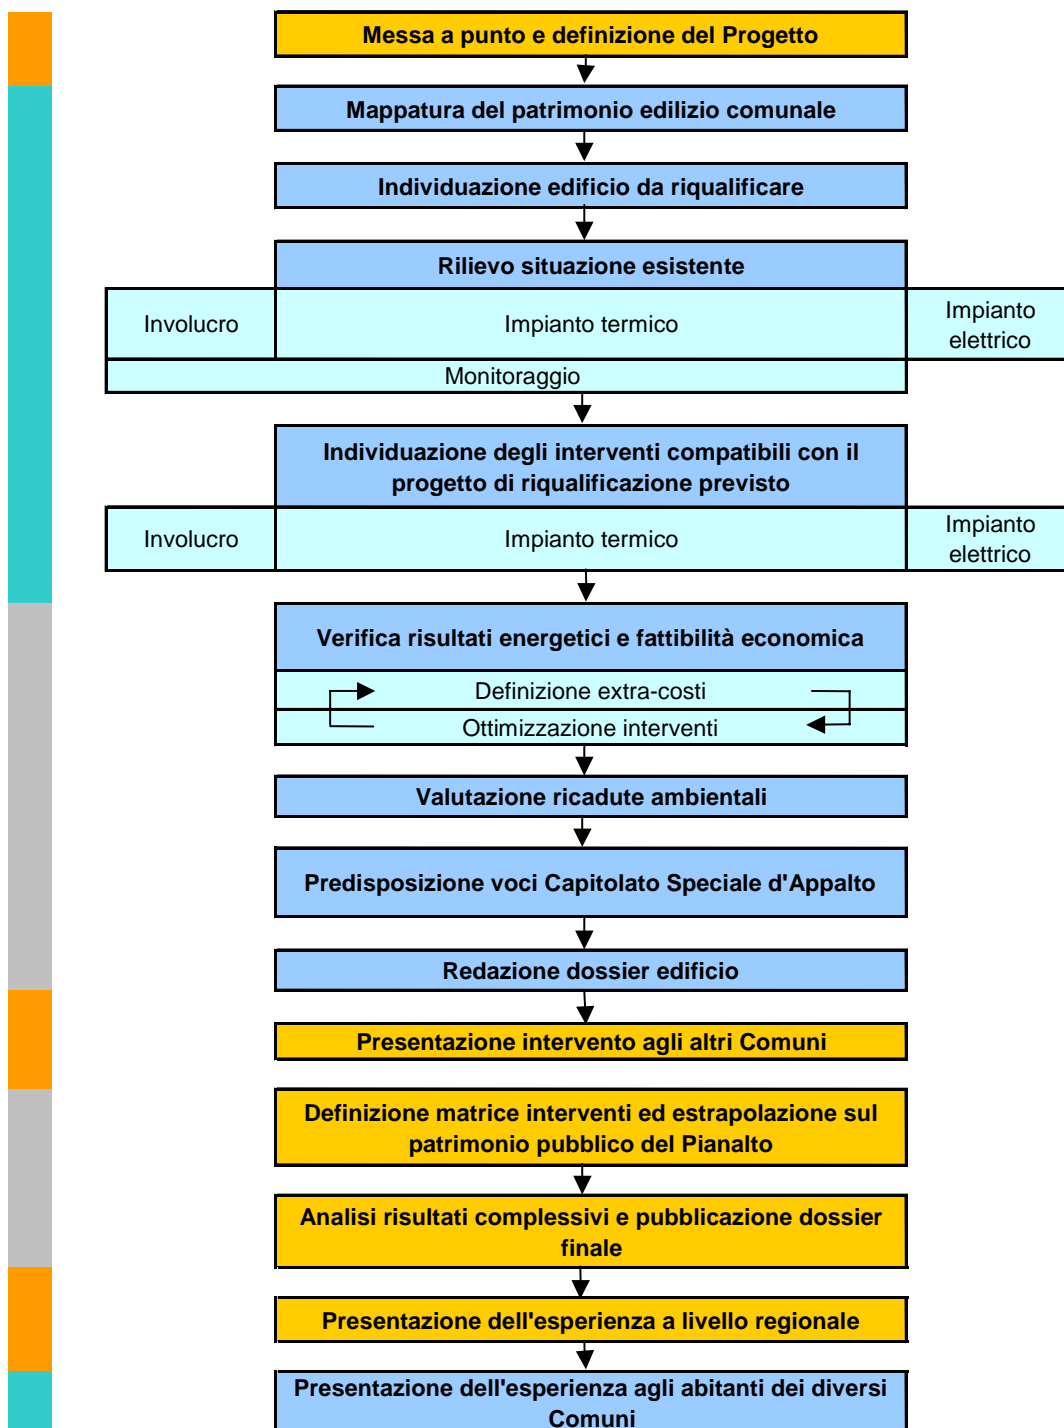 Messa a punto e definizione del Progetto
Mappatura del patrimonio edilizio comunale
Individuazione edificio da riqualificare
Rilievo situazione esistente
Involucro
Impianto termico
Impianto
elettrico
Monitoraggio
Individuazione degli interventi compatibili con il
progetto di riqualificazione previsto
Involucro
Impianto termico
Impianto
elettrico
Verifica risultati energetici e fattibilità economica
Definizione extra-costi
Ottimizzazione interventi
Valutazione ricadute ambientali
Predisposizione voci Capitolato Speciale d'Appalto
Redazione dossier edificio
Presentazione intervento agli altri Comuni
Definizione matrice interventi ed estrapolazione sul
patrimonio pubblico del Pianalto
Analisi risultati complessivi e pubblicazione dossier
finale
Presentazione dell'esperienza a livello regionale
Presentazione dell'esperienza agli abitanti dei diversi
Comuni